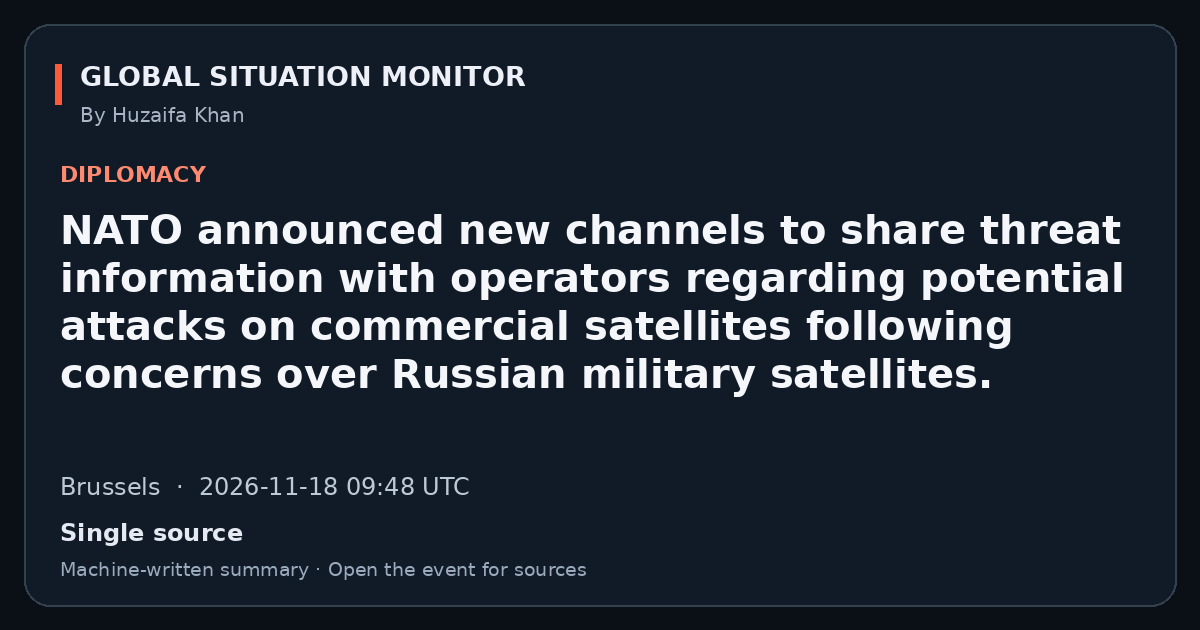 GLOBAL SITUATION MONITOR
By Huzaifa Khan
DIPLOMACY
NATO announced new channels to share threat
information with operators regarding potential
attacks on commercial satellites following
concerns over Russian military satellites.
Brussels · 2026-11-18 09:48 UTC
Single source
Machine-written summary · Open the event for sources